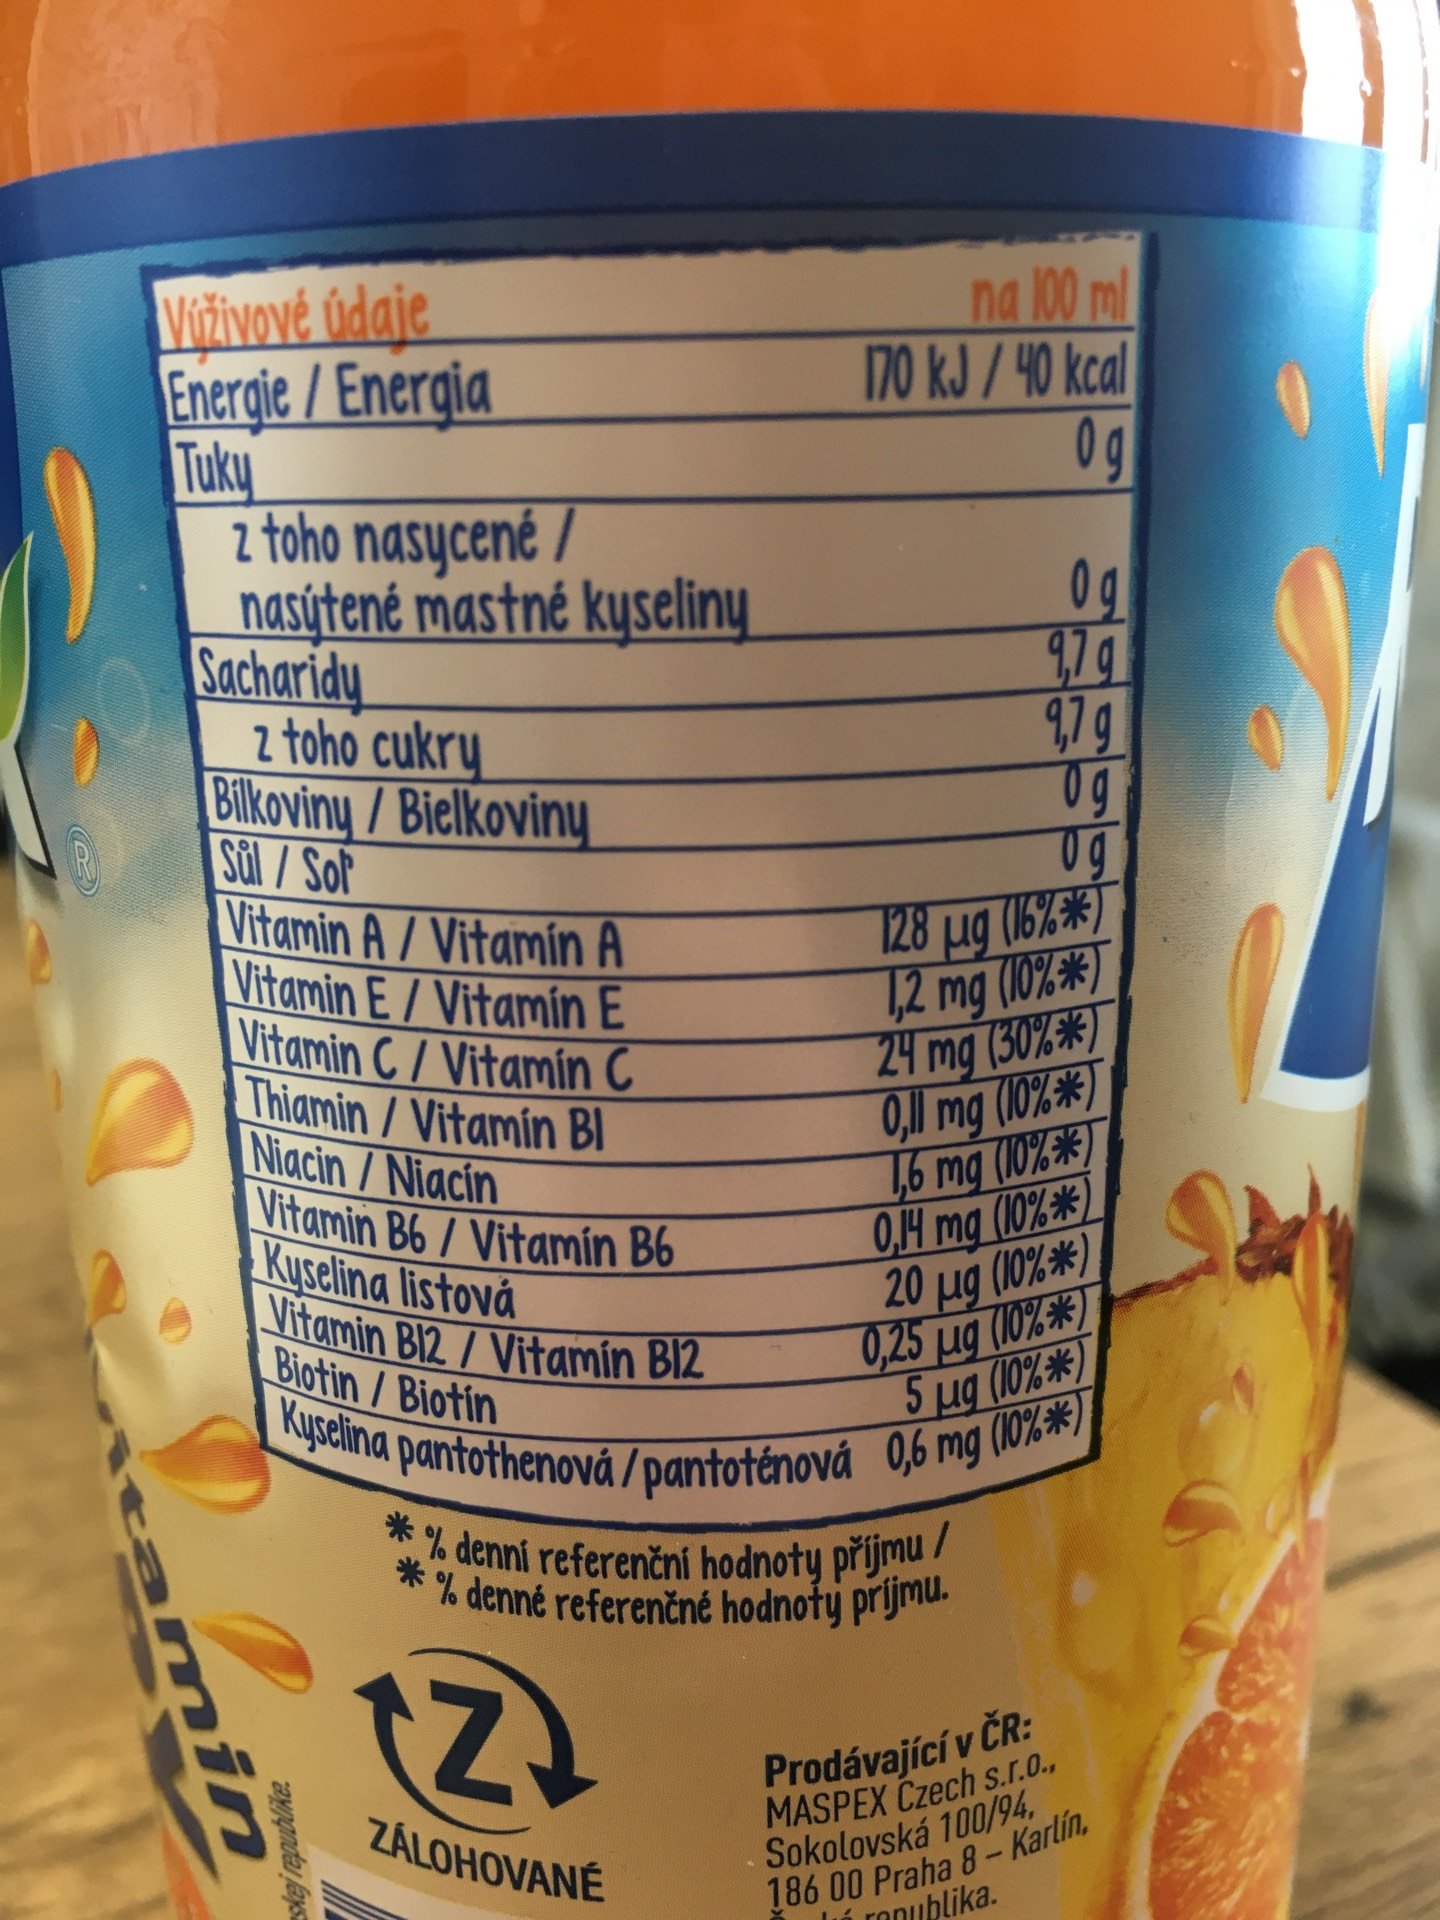 Výživové údaje na 100 ml
Energie / Energia 170 kJ / 40 kcal
Tuky 0 g
z toho nasycené /
nasýtené mastné kyseliny 0 g
Sacharidy 9,7 g
z toho cukry 9,7 g
Bílkoviny / Bielkoviny 0 g
Sůl / Soľ 0 g
Vitamin A / Vitamín A 128 µg (16%*)
Vitamin E / Vitamín E 1,2 mg (10%*)
Vitamin C / Vitamín C 24 mg (30%*)
Thiamin / Vitamín B1 0,11 mg (10%*)
Niacin / Niacín 1,6 mg (10%*)
Vitamin B6 / Vitamín B6 0,14 mg (10%*)
Kyselina listová 20 µg (10%*)
Vitamin B12 / Vitamín B12 0,25 µg (10%*)
Biotin / Biotín 5 µg (10%*)
Kyselina pantothenová / pantoténová 0,6 mg (10%*)
* % denní referenční hodnoty příjmu /
* % denné referenčné hodnoty príjmu.
®
Z
ZÁLOHOVANÉ
Prodávající v ČR:
MASPEX Czech s.r.o.,
Sokolovská 100/94,
186 00 Praha 8 – Karlín,
republika.
vitamin
republike.